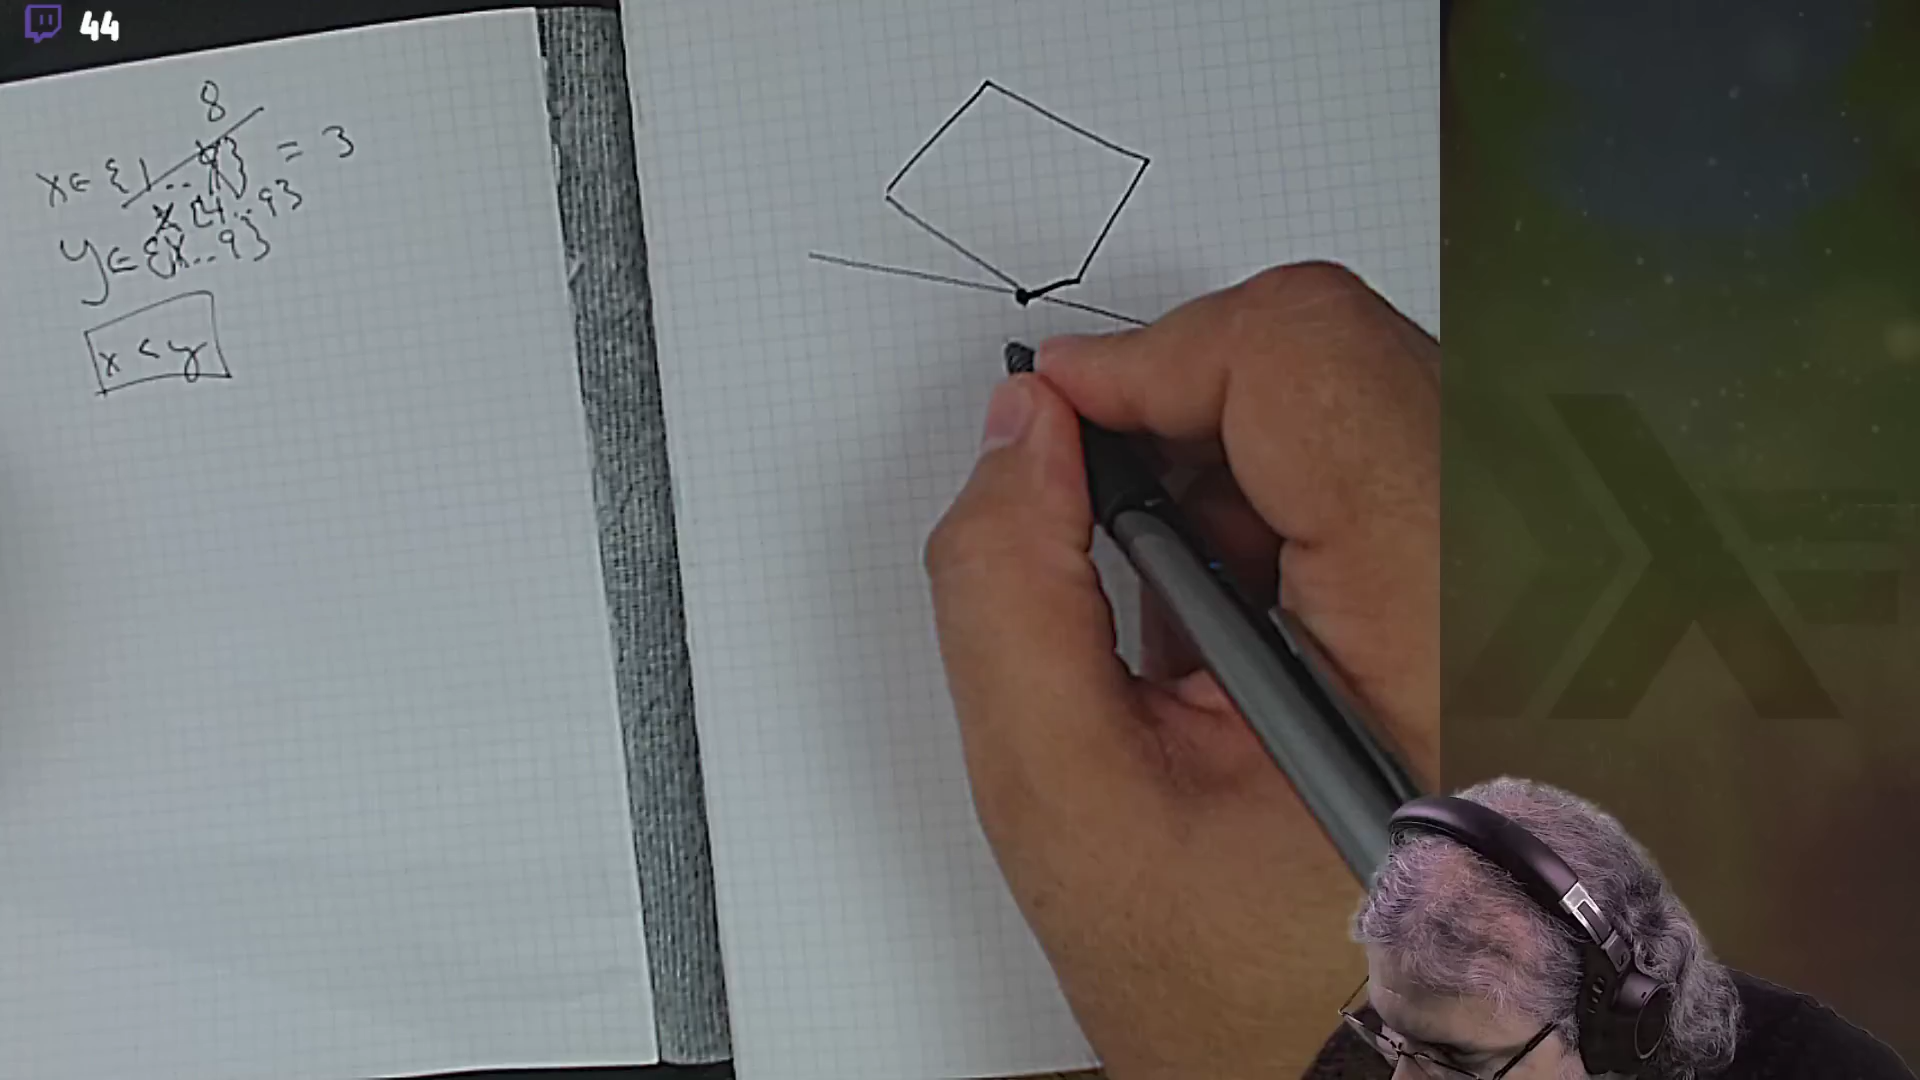 44
8
x ∈ {1..9} = 3
x {4..9}
y ∈ {x..9}
x < y